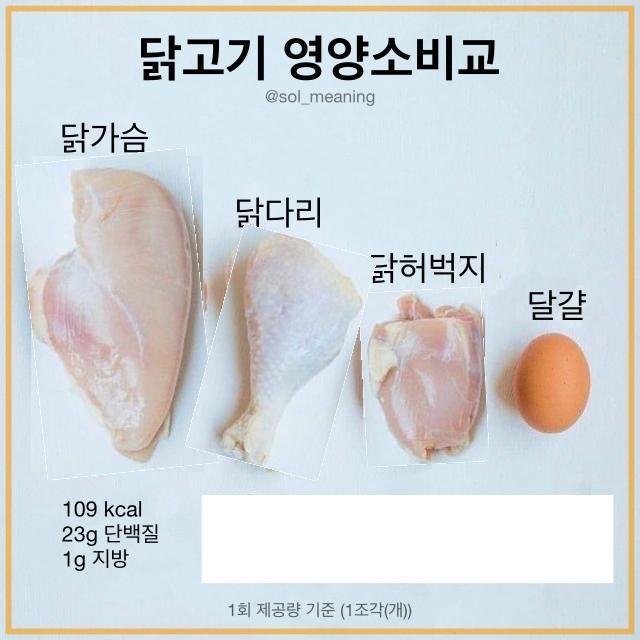 닭고기 영양소비교
@sol_meaning
닭가슴
닭다리
닭허벅지
달걀
109 kcal
23g 단백질
1g 지방
1회 제공량 기준 (1조각(개))